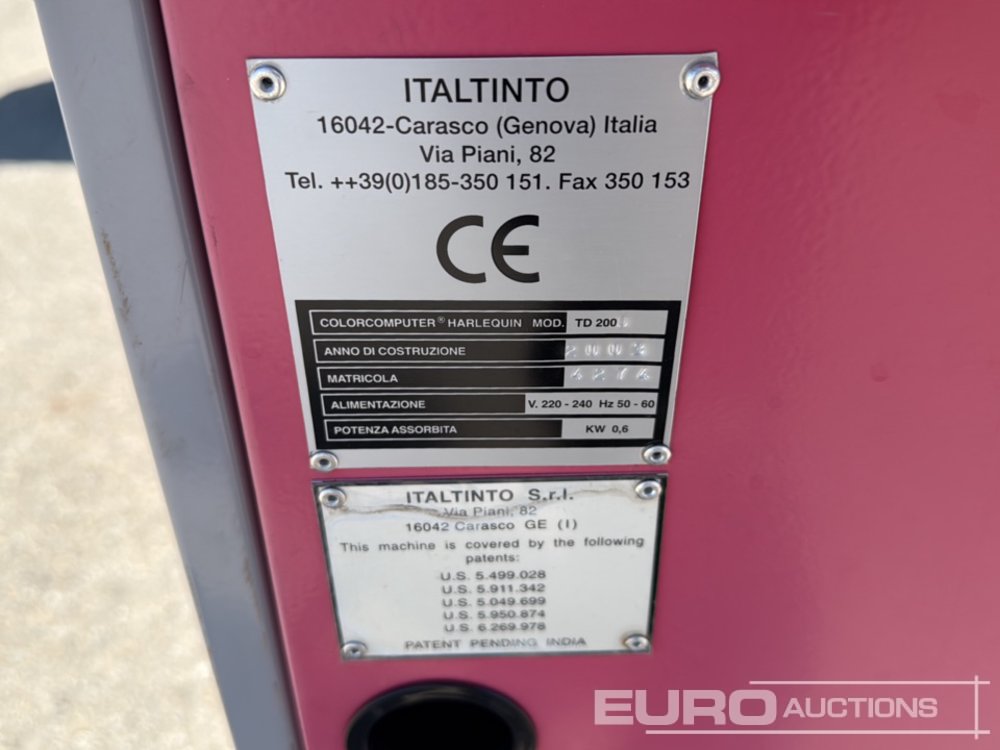 ITALTINTO
16042-Carasco (Genova) Italia
Via Piani, 82
Tel. ++39(0)185-350 151. Fax 350 153
CE
COLORCOMPUTER® HARLEQUIN MOD. TD 200
ANNO DI COSTRUZIONE
MATRICOLA
ALIMENTAZIONE V. 220 - 240 Hz 50 - 60
POTENZA ASSORBITA KW 0,6
ITALTINTO S.r.l.
Via Piani, 82
16042 Carasco GE (I)
This machine is covered by the following
patents:
U.S. 5.499.028
U.S. 5.911.342
U.S. 5.049.699
U.S. 5.950.874
U.S. 6.269.978
PATENT PENDING INDIA
EURO AUCTIONS